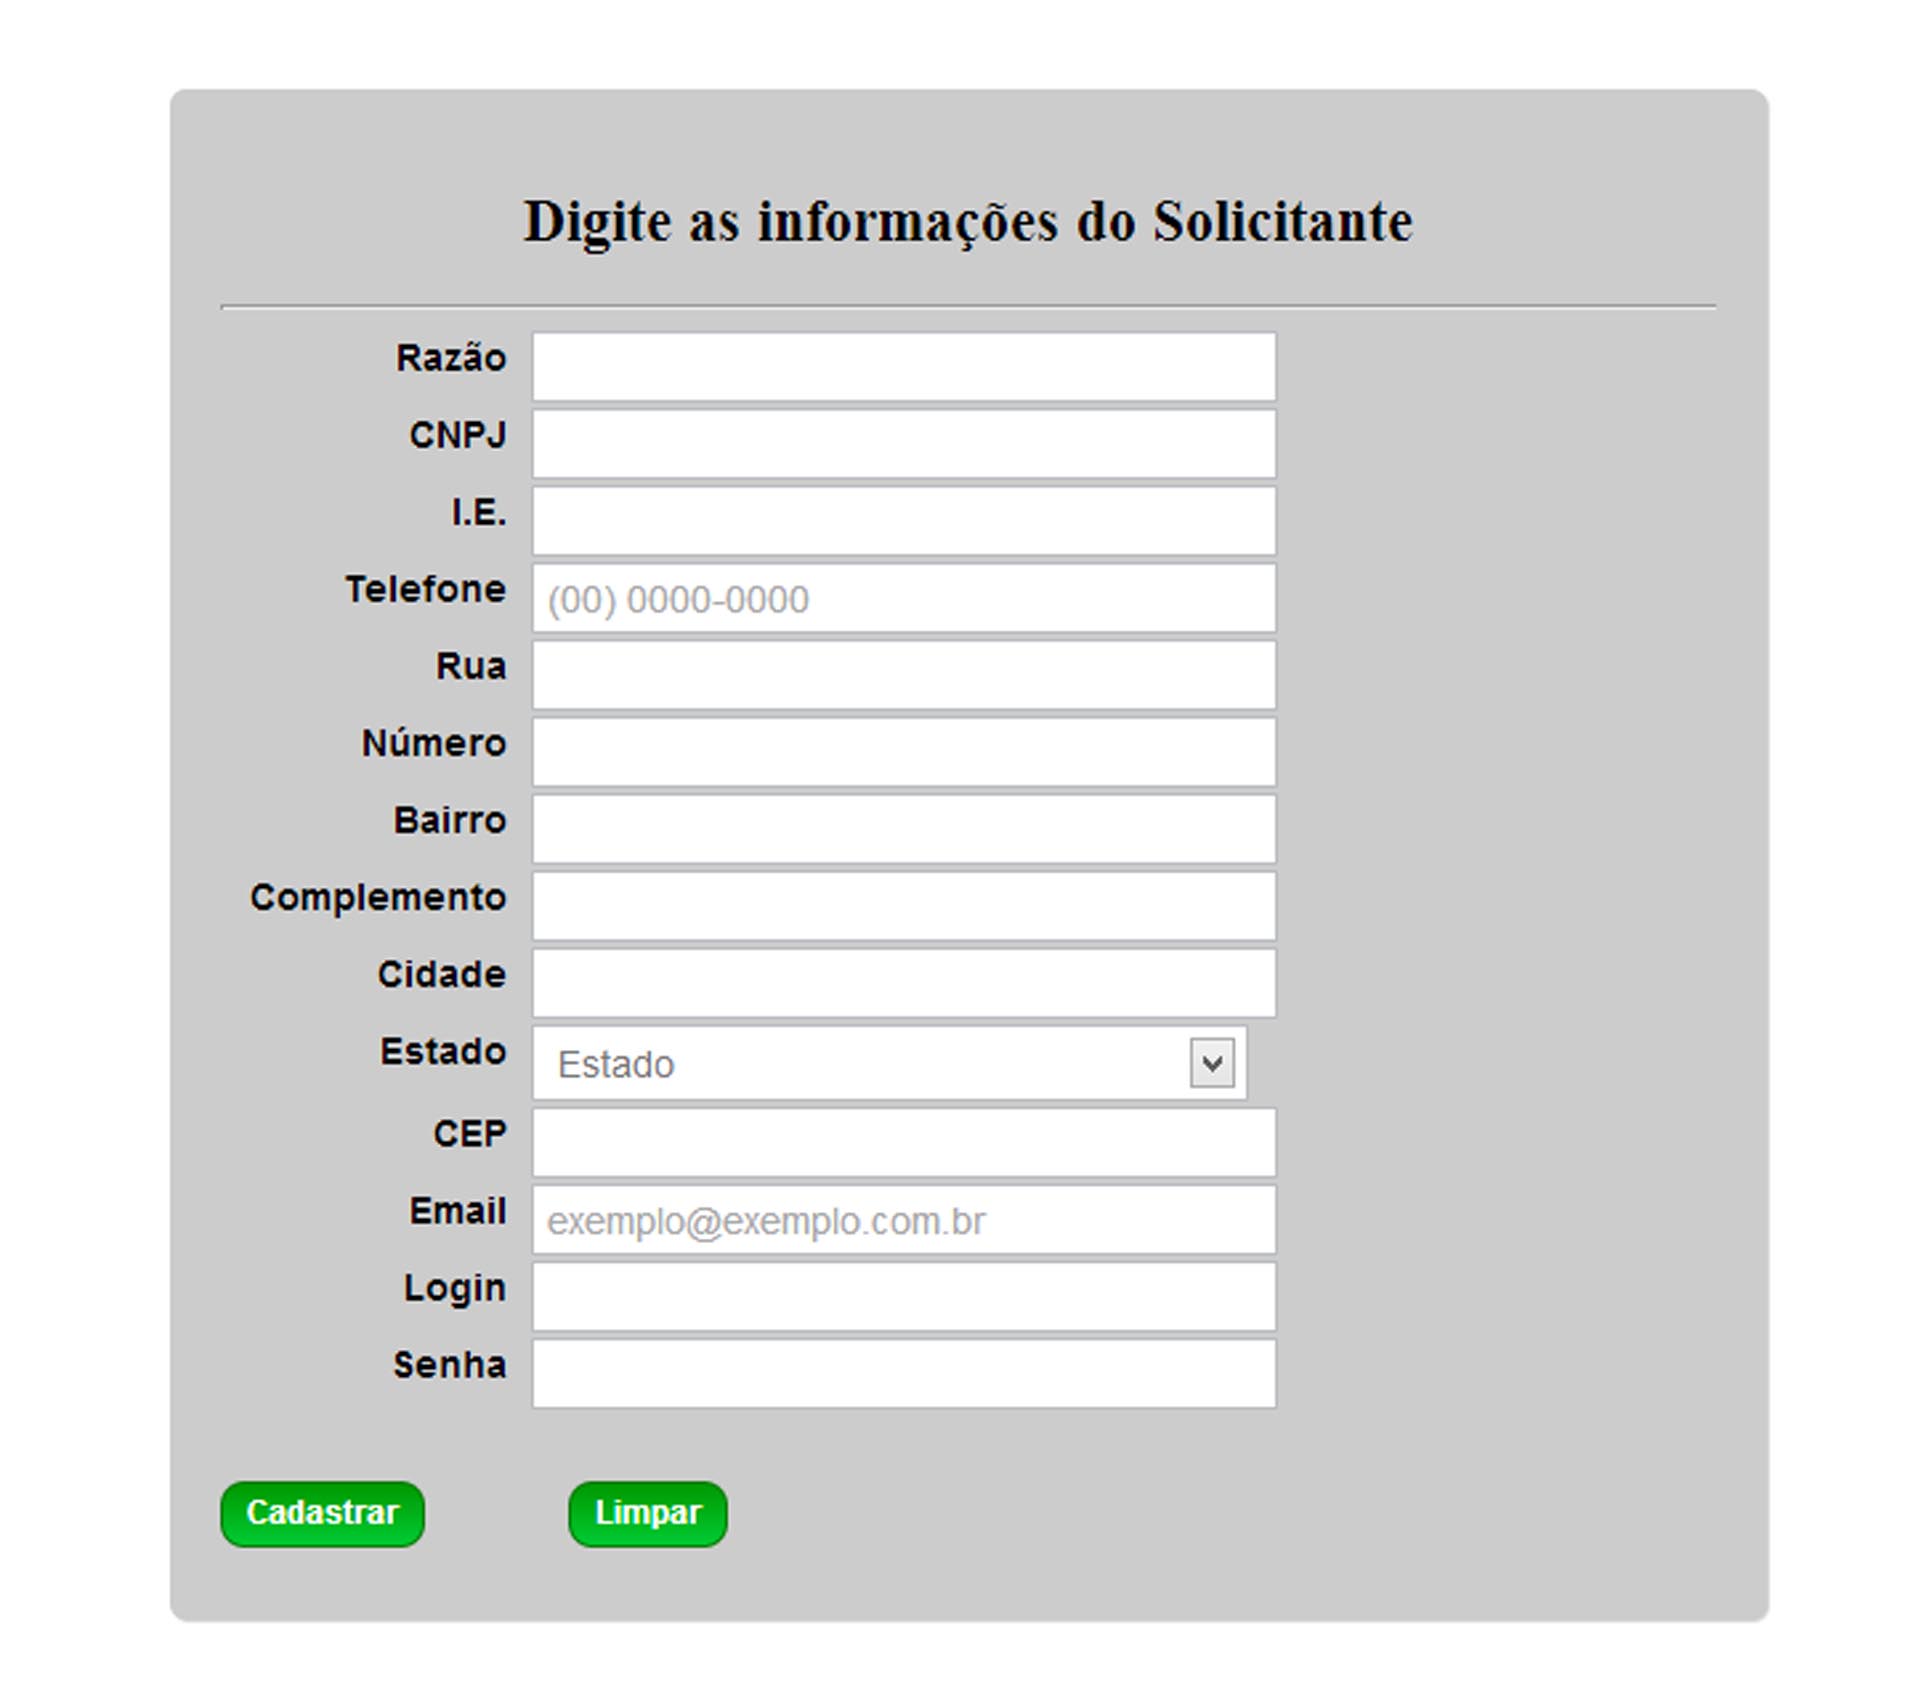 Digite as informações do Solicitante
Razão
CNPJ
I.E.
Telefone (00) 0000-0000
Rua
Número
Bairro
Complemento
Cidade
Estado Estado
CEP
Email exemplo@exemplo.com.br
Login
Senha
Cadastrar Limpar